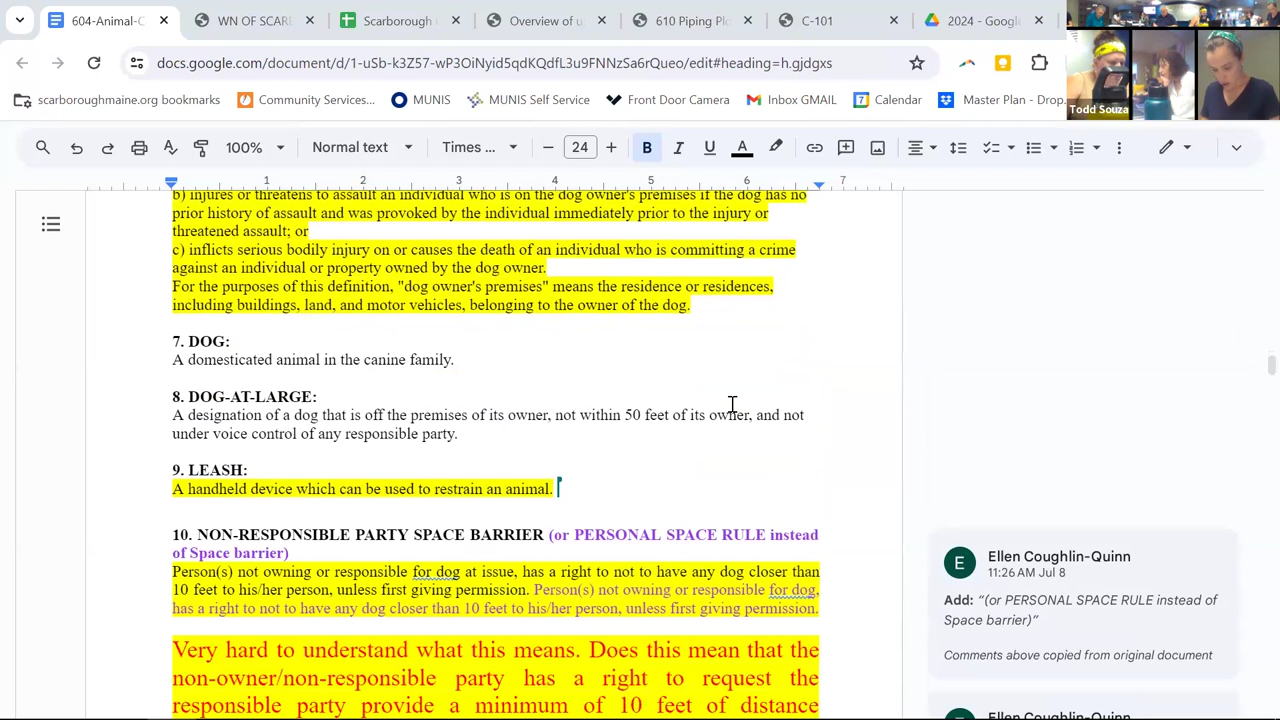 604-Animal-C
WN OF SCARB
Scarborough
Overview of u
610 Piping Plo
C-101
2024 - Google
docs.google.com/document/d/1-uSb-k3Z57-wP3OiNyid5qdKQdfL3u9FNNzSa6rQueo/edit#heading=h.gjdgxs
scarboroughmaine.org bookmarks
Community Services...
MUNIS
MUNIS Self Service
Front Door Camera
Inbox GMAIL
Calendar
Master Plan - Drop...
Todd Souza
100%
Normal text
Times ...
24
B I U A
1 2 3 4 5 6 7
b) injures or threatens to assault an individual who is on the dog owner's premises if the dog has no
prior history of assault and was provoked by the individual immediately prior to the injury or
threatened assault; or
c) inflicts serious bodily injury on or causes the death of an individual who is committing a crime
against an individual or property owned by the dog owner.
For the purposes of this definition, "dog owner's premises" means the residence or residences,
including buildings, land, and motor vehicles, belonging to the owner of the dog.
7. DOG:
A domesticated animal in the canine family.
8. DOG-AT-LARGE:
A designation of a dog that is off the premises of its owner, not within 50 feet of its owner, and not
under voice control of any responsible party.
9. LEASH:
A handheld device which can be used to restrain an animal.
10. NON-RESPONSIBLE PARTY SPACE BARRIER (or PERSONAL SPACE RULE instead
of Space barrier)
Person(s) not owning or responsible for dog at issue, has a right to not to have any dog closer than
10 feet to his/her person, unless first giving permission. Person(s) not owning or responsible for dog,
has a right to not to have any dog closer than 10 feet to his/her person, unless first giving permission.
Very hard to understand what this means. Does this mean that the
non-owner/non-responsible party has a right to request the
responsible party provide a minimum of 10 feet of distance
E
Ellen Coughlin-Quinn
11:26 AM Jul 8
Add: “(or PERSONAL SPACE RULE instead of
Space barrier)”
Comments above copied from original document
Ellen Coughlin-Quinn